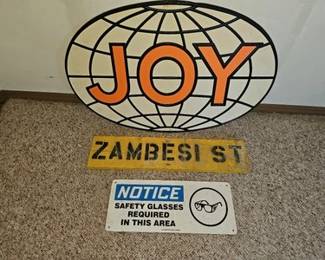 JOY
ZAMBESI ST
NOTICE
SAFETY GLASSES
REQUIRED
IN THIS AREA